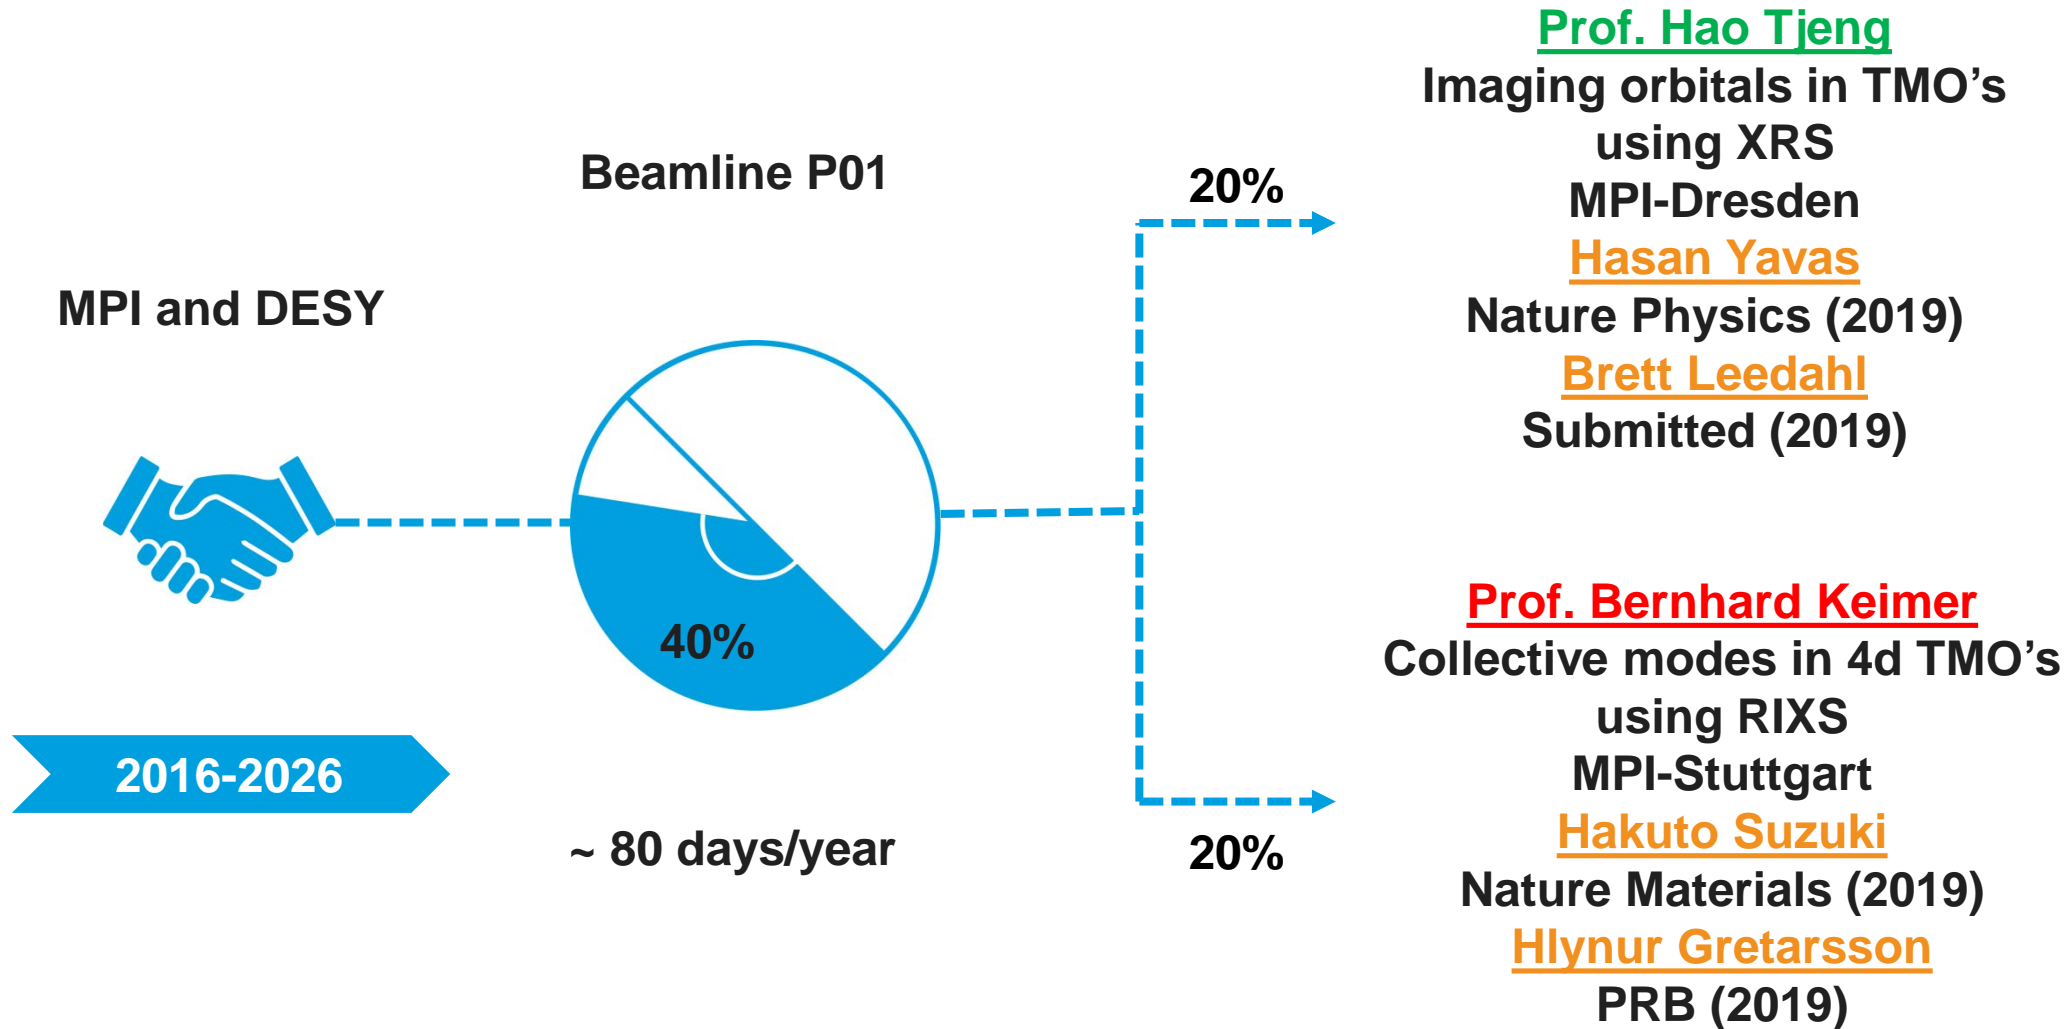 MPI and DESY
2016-2026
Beamline P01
40%
~ 80 days/year
20%
20%
Prof. Hao Tjeng
Imaging orbitals in TMO’s
using XRS
MPI-Dresden
Hasan Yavas
Nature Physics (2019)
Brett Leedahl
Submitted (2019)
Prof. Bernhard Keimer
Collective modes in 4d TMO’s
using RIXS
MPI-Stuttgart
Hakuto Suzuki
Nature Materials (2019)
Hlynur Gretarsson
PRB (2019)